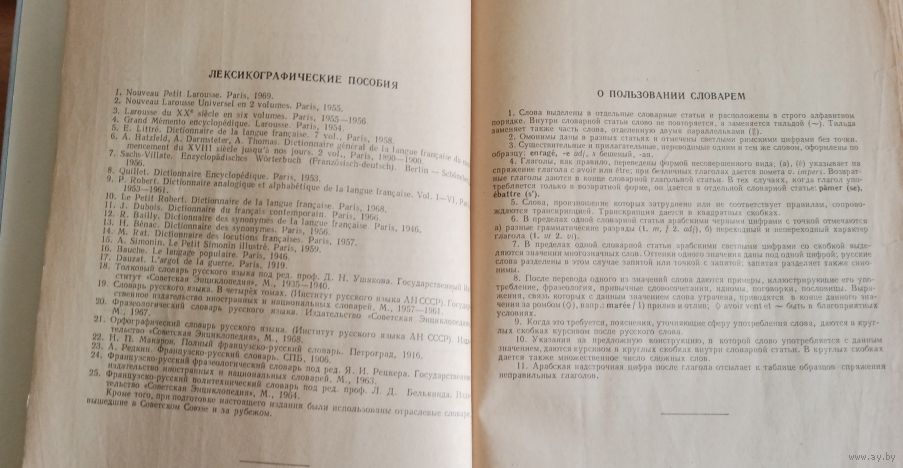 ЛЕКСИКОГРАФИЧЕСКИЕ ПОСОБИЯ
1. Nouveau Petit Larousse. Paris, 1969.
2. Nouveau Larousse Universel en 2 volumes. Paris, 1955.
3. Larousse du XXe siècle en six volumes. Paris, 1955—1956
4. Grand Mémento encyclopédique. Larousse. Paris, 1954.
5. E. Littré. Dictionnaire de la langue française. 7 vol., Paris, 1958.
6. A. Hatzfeld, A. Darmsteter, A. Thomas. Dictionnaire général de la langue française du
mencement du XVIII siècle jusqu'à nos jours. 2 vol., Paris, 1890—1900.
7. Sachs-Villate. Enzyclopädisches Wörterbuch (Französisch-deutsch). Berlin —
1956.
8. Quillet. Dictionnaire Encyclopédique. Paris, 1953.
9. P. Robert. Dictionnaire analogique et alphabétique de la langue française. Vol. I—VI,
1953—1961.
10. Le Petit Robert. Dictionnaire de la langue française. Paris, 1968.
11. J. Dubois. Dictionnaire du français contemporain. Paris, 1966.
12. R. Bailly. Dictionnaire des synonymes de la langue française. Paris, 1946.
13. H. Bénac. Dictionnaire des synonymes. Paris, 1956.
14. M. Rat. Dictionnaire des locutions françaises. Paris, 1957.
15. A. Simonin. Le Petit Simonin illustré. Paris, 1959.
16. Bauche. Le langage populaire. Paris, 1946.
17. Dauzat. L'argot de la guerre. Paris, 1919.
18. Толковый словарь русского языка под ред. проф. Д. Н. Ушакова. Государственный
ститут «Советская Энциклопедия», М., 1935—1940.
19. Словарь русского языка. В четырёх томах. (Институт русского языка АН СССР).
ственное издательство иностранных и национальных словарей, М., 1957—1961.
20. Фразеологический словарь русского языка. Издательство «Советская Энциклопедия»,
М., 1967.
21. Орфографический словарь русского языка. (Институт русского языка АН СССР).
тельство «Советская Энциклопедия», М., 1968.
22. Н. П. Макаров. Полный французско-русский словарь. Петроград, 1916.
23. А. Редкин. Французско-русский словарь. СПБ, 1906.
24. Французско-русский фразеологический словарь под ред. Я. И. Рецкера.
издательство иностранных и национальных словарей, М., 1963.
25. Французско-русский политехнический словарь под ред. проф. Л. Д. Белькинда.
тельство «Советская Энциклопедия», М., 1964.
Кроме того, при подготовке настоящего издания были использованы отраслевые
вышедшие в Советском Союзе и за рубежом.
О ПОЛЬЗОВАНИИ СЛОВАРЕМ
1. Слова выделены в отдельные словарные статьи и расположены в строго алфавитном
порядке. Внутри словарной статьи слово не повторяется, а заменяется тильдой (~). Тильда
заменяет также часть слова, отделенную двумя параллельками (‖).
2. Омонимы даны в разных статьях и отмечены светлыми римскими цифрами без точки.
3. Существительные и прилагательные, переводимые одним и тем же словом, оформлены по
образцу: enragé, -e adj, s бешеный, -ая.
4. Глаголы, как правило, переведены формой несовершенного вида; (a), (ê) указывает на
спряжение глагола с avoir или être; при безличных глаголах дается помета v. impers. Возврат-
ные глаголы даются в конце словарной глагольной статьи. В тех случаях, когда глагол упо-
требляется только в возвратной форме, он дается в отдельной словарной статье: pâmer (se),
ébattre (s').
5. Слова, произношение которых затруднено или не соответствует правилам, сопрово-
ждаются транскрипцией. Транскрипция дается в квадратных скобках.
6. В пределах одной словарной статьи арабскими черными цифрами с точкой отмечаются
а) разные грамматические разряды (1. m, f 2. adj), б) переходный и непереходный характер
глагола (1. vt 2. vi).
7. В пределах одной словарной статьи арабскими светлыми цифрами со скобкой выде-
ляются значения многозначных слов. Оттенки одного значения даны под одной цифрой; русские
слова разделены в этом случае запятой или точкой с запятой; запятая разделяет также сино-
нимы.
8. После перевода одного из значений слова даются примеры, иллюстрирующие его упо-
требление, фразеология, привычные словосочетания, идиомы, поговорки, пословицы. Выра-
жения, связь которых с данным значением слова утрачена, приводятся в конце данного зна-
чения за ромбом (◊), напр.: marée f 1) прилив и отлив; ◊ avoir vent et ~ быть в благоприятных
условиях.
9. Когда это требуется, пояснения, уточняющие сферу употребления слова, даются в круг-
лых скобках курсивом после русского слова.
10. Указания на предложную конструкцию, в которой слово употребляется с данным
значением, даются курсивом в круглых скобках внутри словарной статьи. В круглых скобках
дается также множественное число сложных слов.
11. Арабская надстрочная цифра после глагола отсылает к таблице образцов спряжения
неправильных глаголов.
www.ay.by